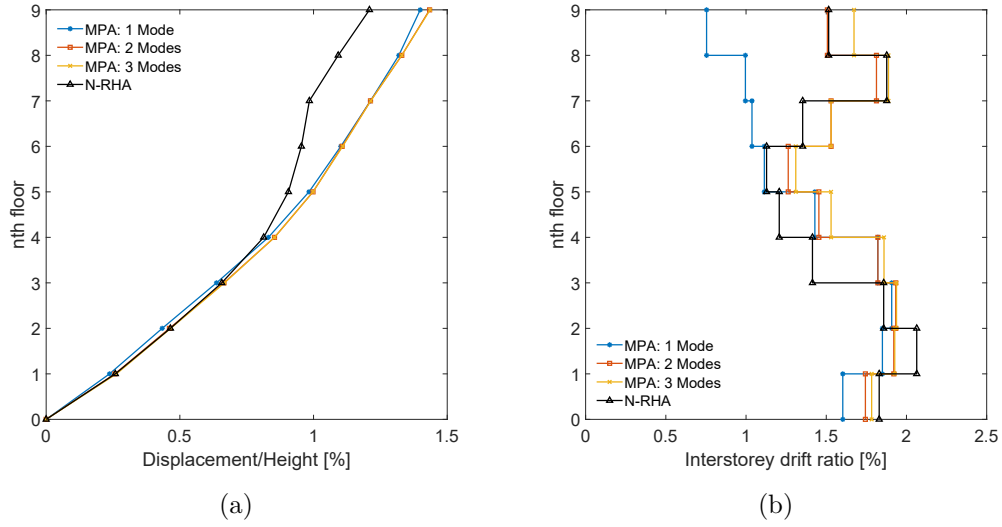 9
8
7
6
5
4
3
2
1
0
nth floor
MPA: 1 Mode
MPA: 2 Modes
MPA: 3 Modes
N-RHA
0 0.5 1 1.5
Displacement/Height [%]
(a)
9
8
7
6
5
4
3
2
1
0
nth floor
MPA: 1 Mode
MPA: 2 Modes
MPA: 3 Modes
N-RHA
0 0.5 1 1.5 2 2.5
Interstorey drift ratio [%]
(b)